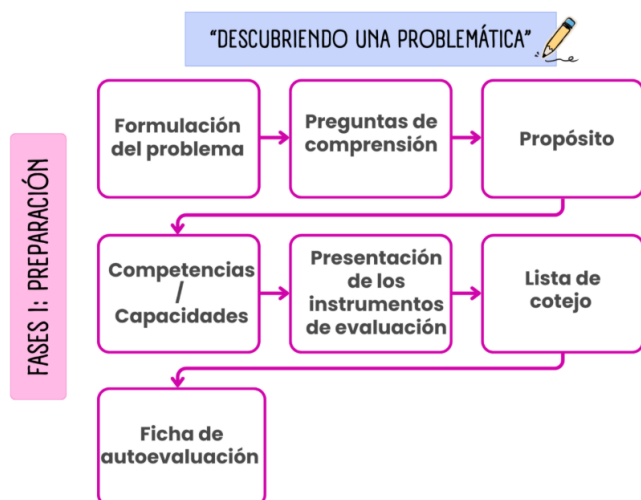 “DESCUBRIENDO UNA PROBLEMÁTICA”
FASES I: PREPARACIÓN
Formulación
del problema
Preguntas de
comprensión
Propósito
Competencias
/
Capacidades
Presentación
de los
instrumentos
de evaluación
Lista de
cotejo
Ficha de
autoevaluación